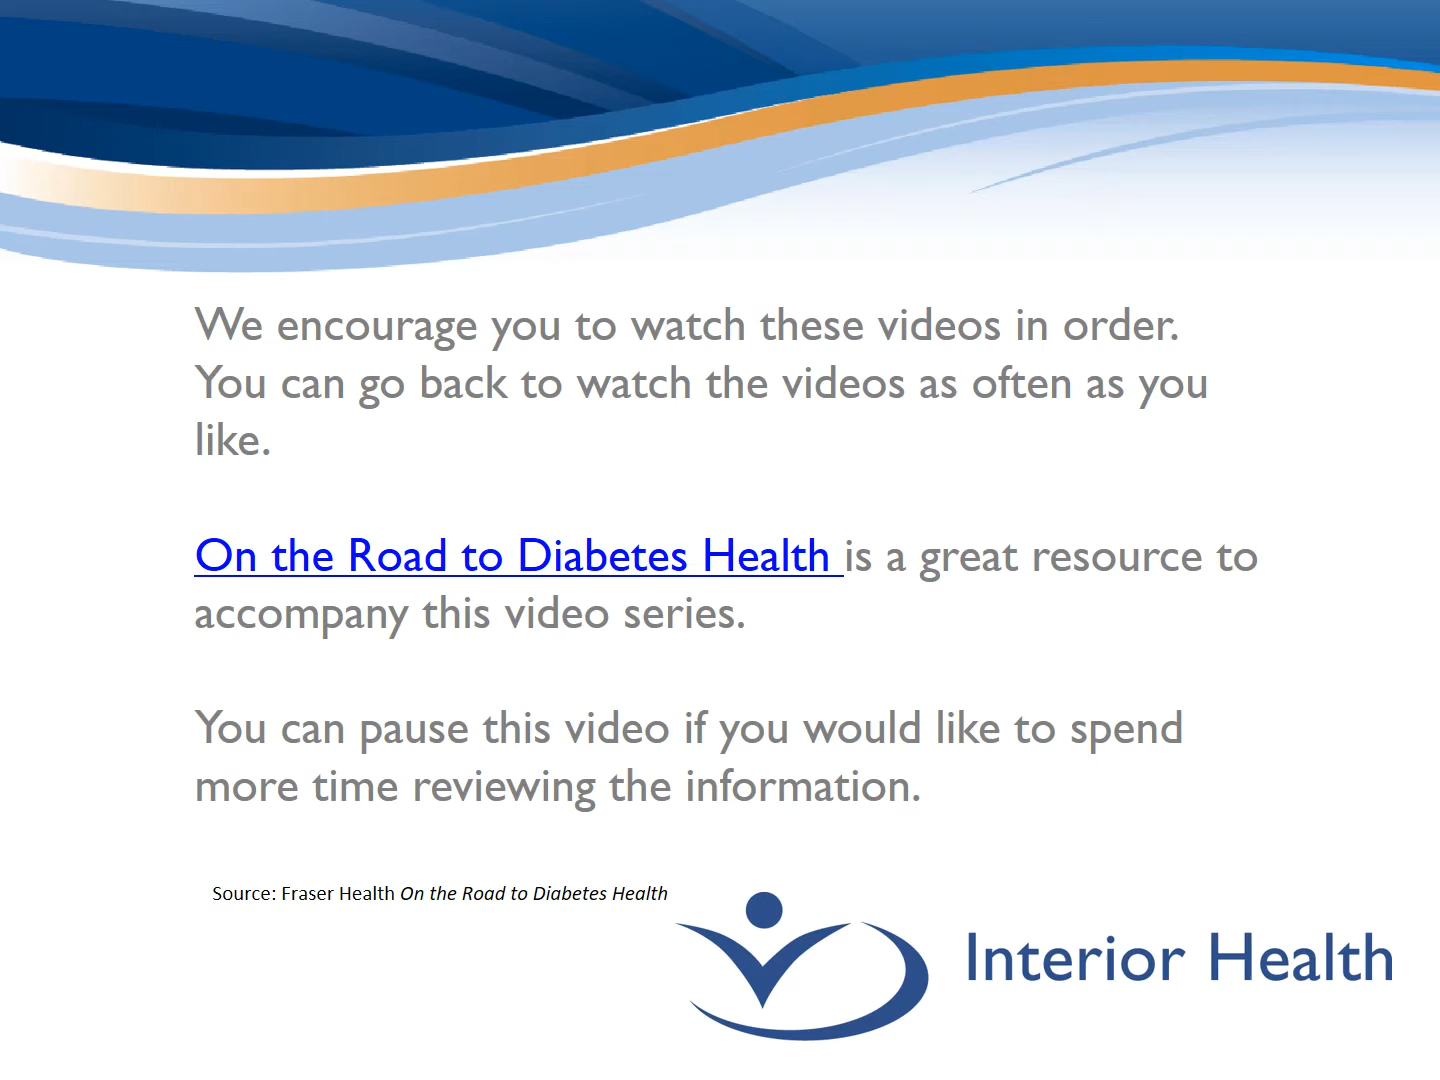 We encourage you to watch these videos in order.
You can go back to watch the videos as often as you
like.
On the Road to Diabetes Health is a great resource to
accompany this video series.
You can pause this video if you would like to spend
more time reviewing the information.
Source: Fraser Health On the Road to Diabetes Health
Interior Health